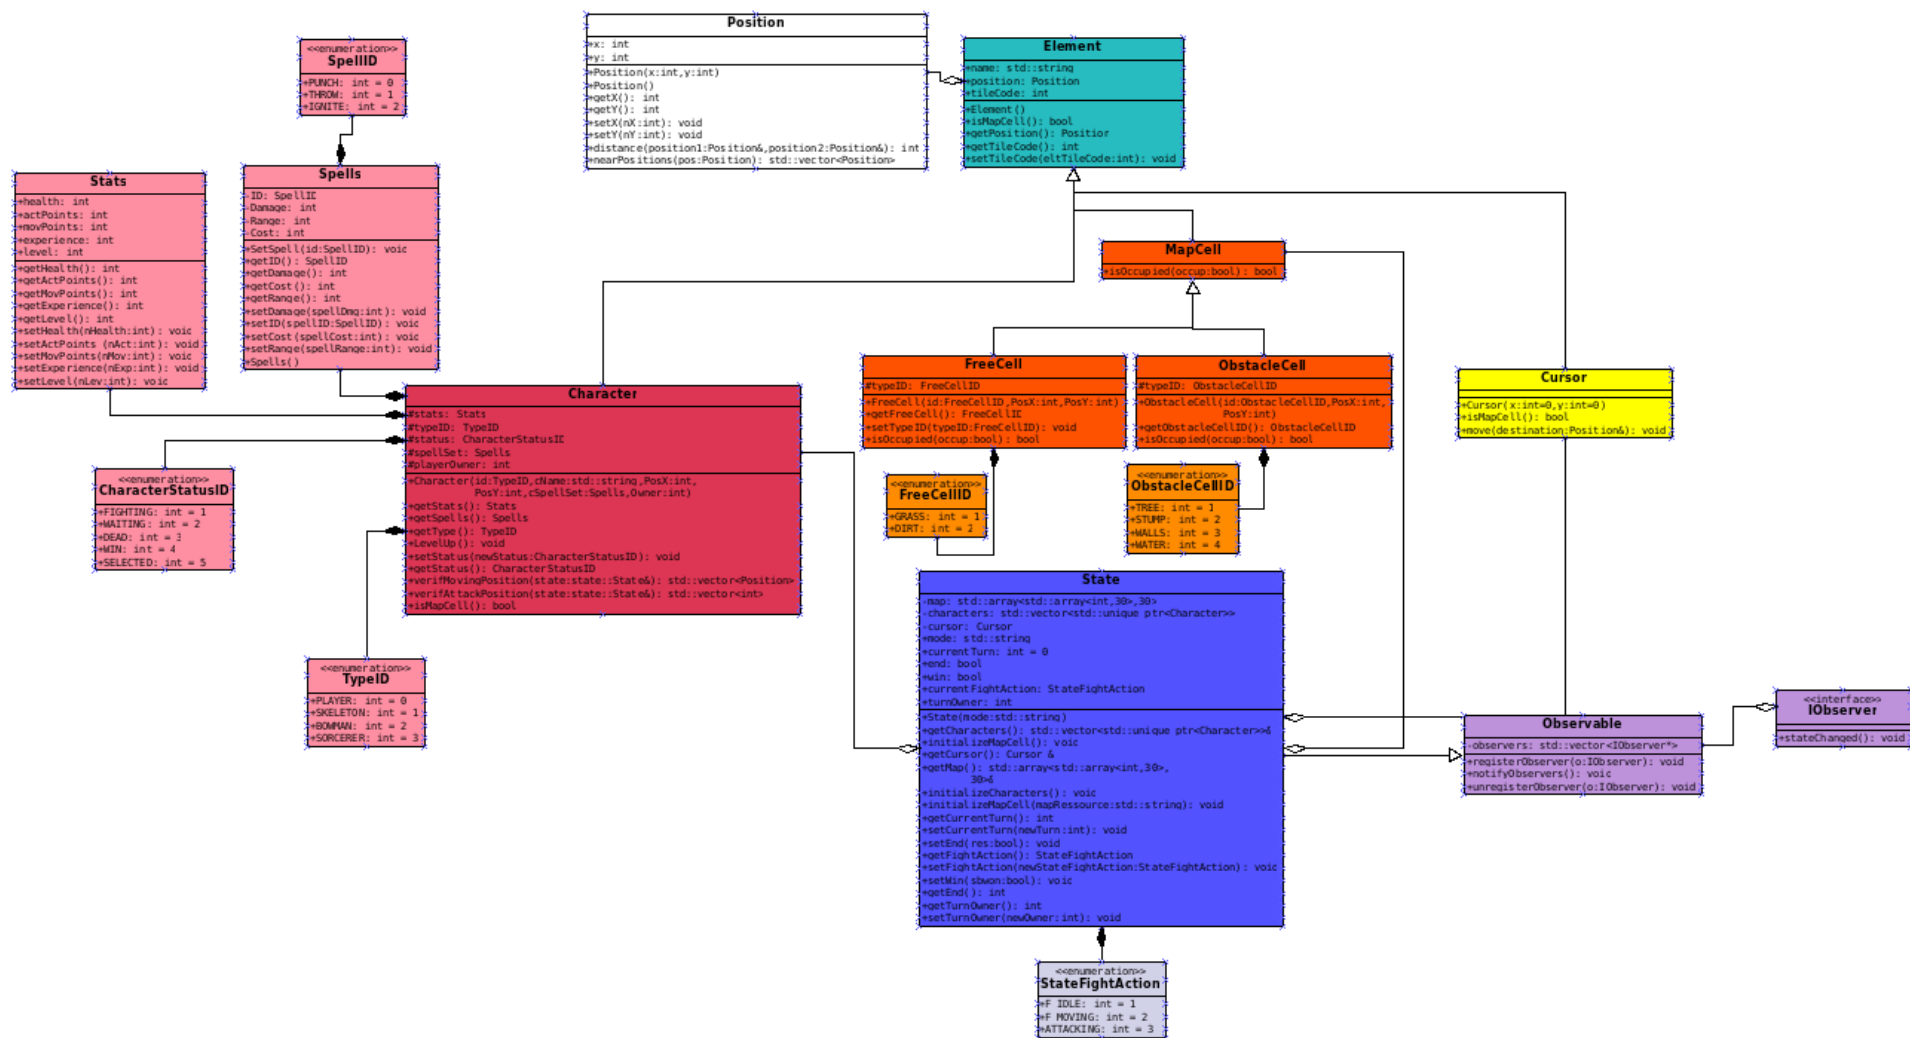 Position
+x: int
+y: int
+Position(x:int,y:int)
+Position()
+getX(): int
+getY(): int
+setX(nX:int): void
+setY(nY:int): void
+distance(position1:Position&,position2:Position&): int
+nearPositions(pos:Position): std::vector<Position>
Element
+name: std::string
+position: Position
+tileCode: int
+Element()
+isMapCell(): bool
+getPosition(): Position
+getTileCode(): int
+setTileCode(eltTileCode:int): void
<<enumeration>>
SpellID
+PUNCH: int = 0
+THROW: int = 1
+IGNITE: int = 2
Stats
+health: int
+actPoints: int
+movPoints: int
+experience: int
+level: int
+getHealth(): int
+getActPoints(): int
+getMovPoints(): int
+getExperience(): int
+getLevel(): int
+setHealth(nHealth:int): void
+setActPoints (nAct:int): void
+setMovPoints(nMov:int): void
+setExperience(nExp:int): void
+setLevel(nLev:int): void
Spells
-ID: SpellID
-Damage: int
-Range: int
-Cost: int
+SetSpell(id:SpellID): void
+getID(): SpellID
+getDamage(): int
+getCost(): int
+getRange(): int
+setDamage(spellDmg:int): void
+setID(spellID:SpellID): void
+setCost(spellCost:int): void
+setRange(spellRange:int): void
+Spells()
MapCell
+isOccupied(occup:bool): bool
FreeCell
#typeID: FreeCellID
+FreeCell(id:FreeCellID,PosX:int,PosY:int)
+getFreeCell(): FreeCellID
+setTypeID(typeID:FreeCellID): void
+isOccupied(occup:bool): bool
ObstacleCell
#typeID: ObstacleCellID
+ObstacleCell(id:ObstacleCellID,PosX:int,
PosY:int)
+getObstacleCellID(): ObstacleCellID
+isOccupied(occup:bool): bool
Cursor
+Cursor(x:int=0,y:int=0)
+isMapCell(): bool
+move(destination:Position&): void
Character
#stats: Stats
#typeID: TypeID
#status: CharacterStatusID
#spellSet: Spells
#playerOwner: int
+Character(id:TypeID,cName:std::string,PosX:int,
PosY:int,cSpellSet:Spells,Owner:int)
+getStats(): Stats
+getSpells(): Spells
+getType(): TypeID
+LevelUp(): void
+setStatus(newStatus:CharacterStatusID): void
+getStatus(): CharacterStatusID
+verifMovingPosition(state:state::State&): std::vector<Position>
+verifAttackPosition(state:state::State&): std::vector<int>
+isMapCell(): bool
<<enumeration>>
CharacterStatusID
+FIGHTING: int = 1
+WAITING: int = 2
+DEAD: int = 3
+WIN: int = 4
+SELECTED: int = 5
<<enumeration>>
FreeCellID
+GRASS: int = 1
+DIRT: int = 2
<<enumeration>>
ObstacleCellID
+TREE: int = 1
+STUMP: int = 2
+WALLS: int = 3
+WATER: int = 4
<<enumeration>>
TypeID
+PLAYER: int = 0
+SKELETON: int = 1
+BOWMAN: int = 2
+SORCERER: int = 3
State
-map: std::array<std::array<int,30>,30>
-characters: std::vector<std::unique ptr<Character>>
-cursor: Cursor
+mode: std::string
+currentTurn: int = 0
+end: bool
+win: bool
+currentFightAction: StateFightAction
+turnOwner: int
+State(mode:std::string)
+getCharacters(): std::vector<std::unique ptr<Character>>&
+initializeMapCell(): void
+getCursor(): Cursor &
+getMap(): std::array<std::array<int,30>,
30>&
+initializeCharacters(): void
+initializeMapCell(mapRessource:std::string): void
+getCurrentTurn(): int
+setCurrentTurn(newTurn:int): void
+setEnd(res:bool): void
+getFightAction(): StateFightAction
+setFightAction(newStateFightAction:StateFightAction): void
+setWin(sbwon:bool): void
+getEnd(): int
+getTurnOwner(): int
+setTurnOwner(newOwner:int): void
Observable
-observers: std::vector<IObserver*>
+registerObserver(o:IObserver): void
+notifyObservers(): void
+unregisterObserver(o:IObserver): void
<<interface>>
IObserver
+stateChanged(): void
<<enumeration>>
StateFightAction
+F IDLE: int = 1
+F MOVING: int = 2
+ATTACKING: int = 3